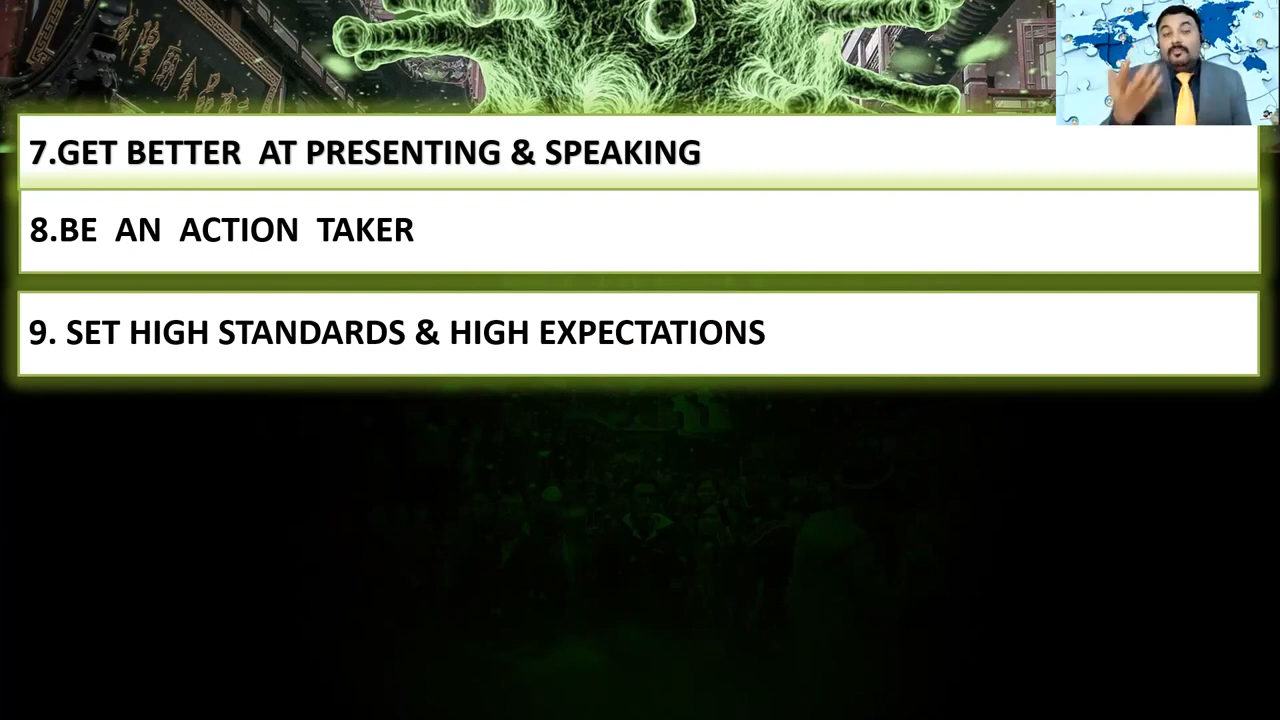 7.GET BETTER  AT PRESENTING & SPEAKING
8.BE  AN  ACTION  TAKER
9. SET HIGH STANDARDS & HIGH EXPECTATIONS